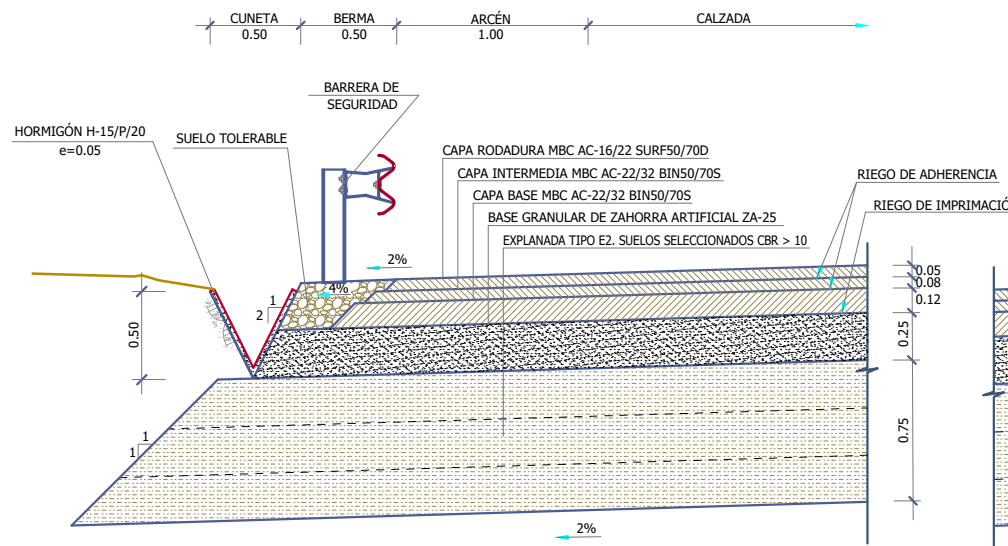 CUNETA
0.50
BERMA
0.50
ARCÉN
1.00
CALZADA
BARRERA DE
SEGURIDAD
HORMIGÓN H-15/P/20
e=0.05
SUELO TOLERABLE
CAPA RODADURA MBC AC-16/22 SURF50/70D
CAPA INTERMEDIA MBC AC-22/32 BIN50/70S
CAPA BASE MBC AC-22/32 BIN50/70S
BASE GRANULAR DE ZAHORRA ARTIFICIAL ZA-25
EXPLANADA TIPO E2. SUELOS SELECCIONADOS CBR > 10
RIEGO DE ADHERENCIA
RIEGO DE IMPRIMACIÓ
2%
4%
1
2
0.50
0.05
0.08
0.12
0.25
0.75
1
1
2%